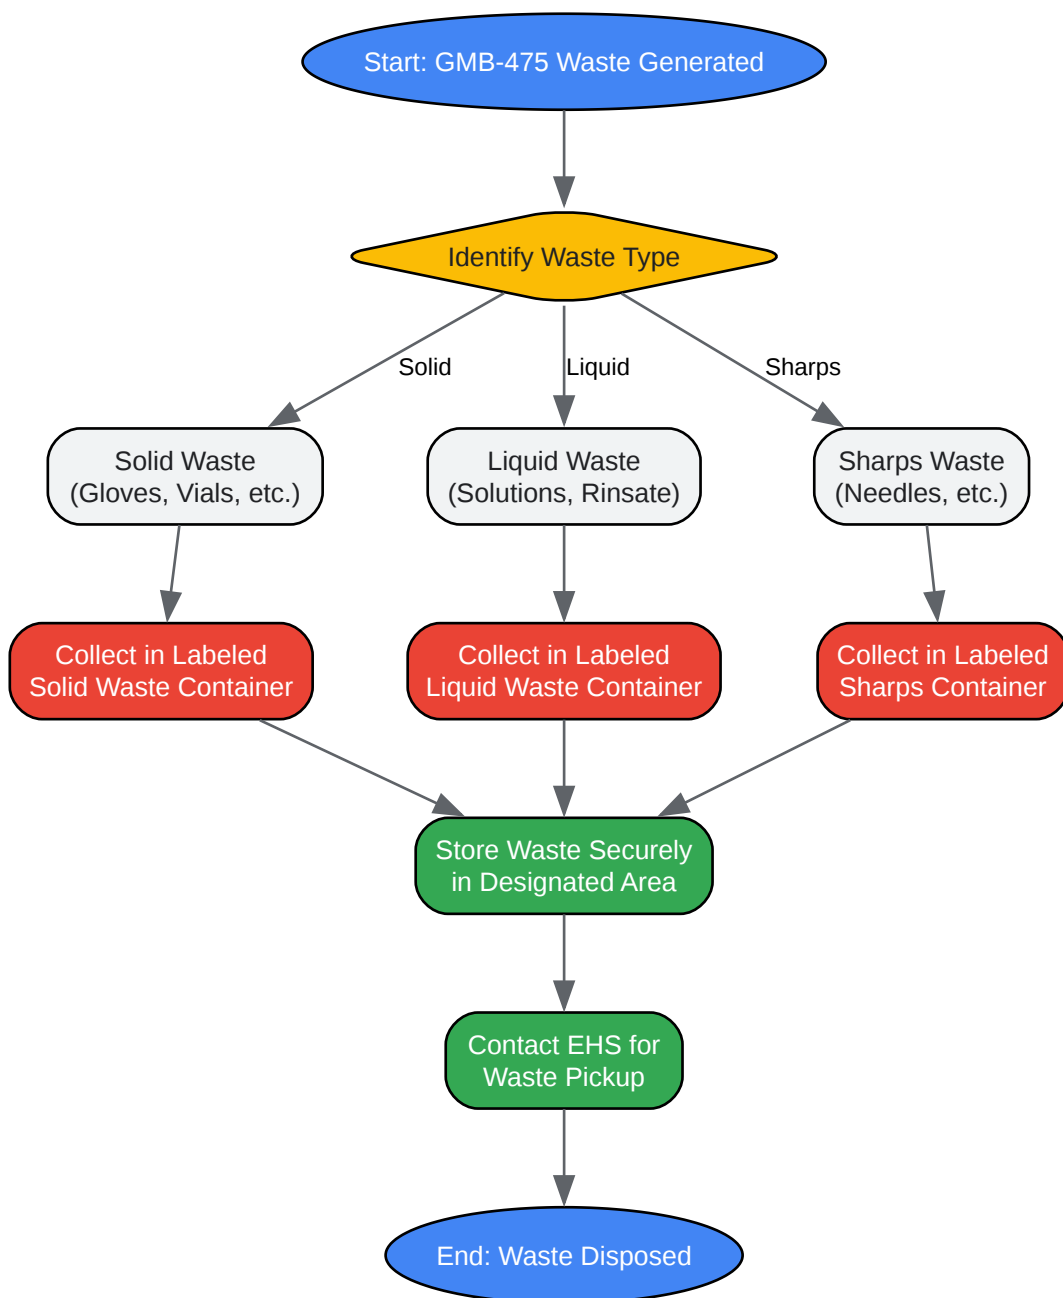 Start: GMB-475 Waste Generated
Identify Waste Type
Solid
Liquid
Sharps
Solid Waste
(Gloves, Vials, etc.)
Liquid Waste
(Solutions, Rinsate)
Sharps Waste
(Needles, etc.)
Collect in Labeled
Solid Waste Container
Collect in Labeled
Liquid Waste Container
Collect in Labeled
Sharps Container
Store Waste Securely
in Designated Area
Contact EHS for
Waste Pickup
End: Waste Disposed